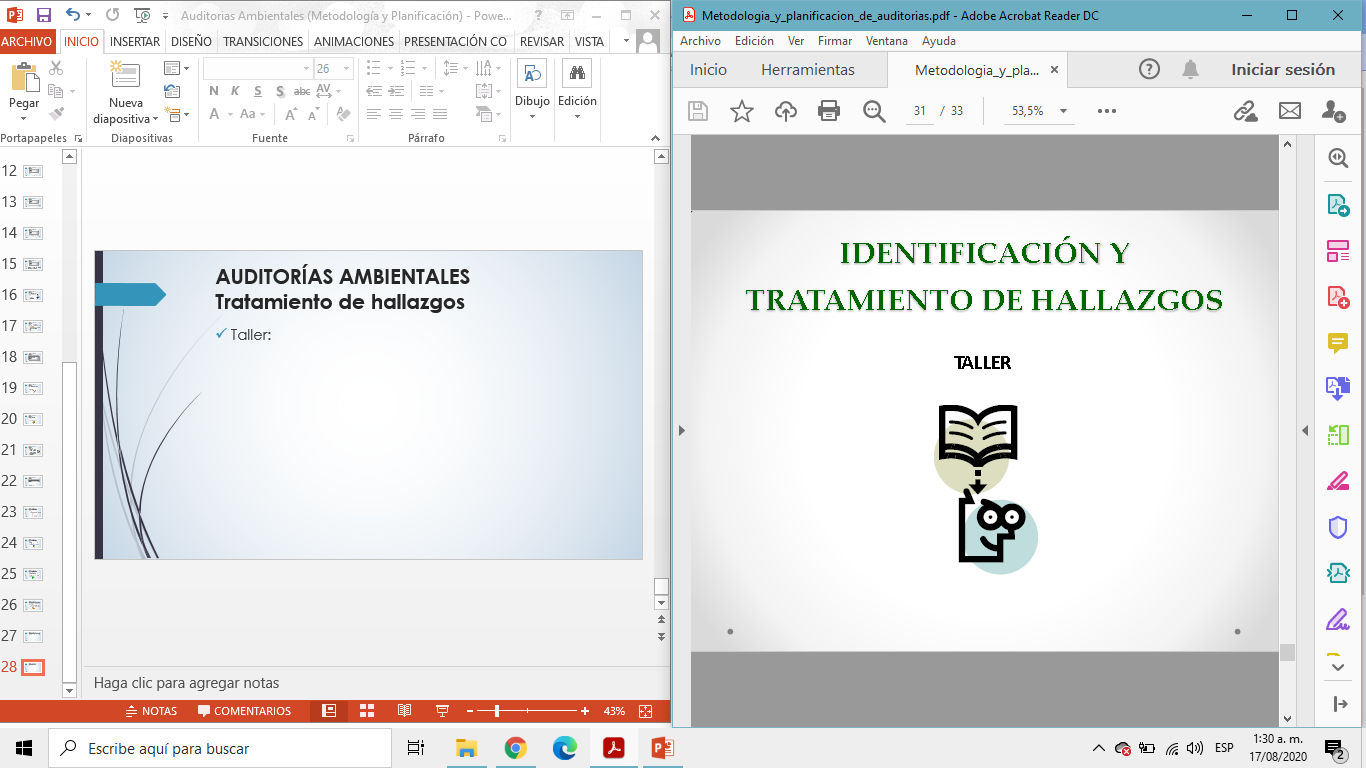 Auditorias Ambientales (Metodología y Planificación) - Powe...
ARCHIVO INICIO INSERTAR DISEÑO TRANSICIONES ANIMACIONES PRESENTACIÓN CO REVISAR VISTA
Pegar
Nueva
diapositiva
26
N K S S abc AV
A Aa A A
Dibujo
Edición
Portapapeles Diapositivas Fuente Párrafo
12
13
14
15
16
17
18
19
20
21
22
23
24
25
26
27
28
AUDITORÍAS AMBIENTALES
Tratamiento de hallazgos
Taller:
Haga clic para agregar notas
NOTAS COMENTARIOS 43%
Metodologia_y_planificacion_de_auditorias.pdf - Adobe Acrobat Reader DC
Archivo Edición Ver Firmar Ventana Ayuda
Inicio Herramientas Metodologia_y_pla... Iniciar sesión
31 / 33 53,5%
IDENTIFICACIÓN Y
TRATAMIENTO DE HALLAZGOS
TALLER
Escribe aquí para buscar
ESP
1:30 a. m.
17/08/2020
2